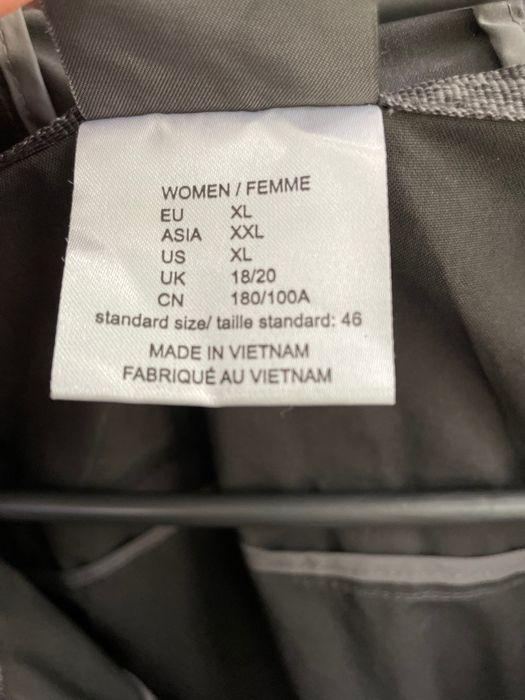 WOMEN / FEMME
EU XL
ASIA XXL
US XL
UK 18/20
CN 180/100A
standard size/ taille standard: 46
MADE IN VIETNAM
FABRIQUÉ AU VIETNAM